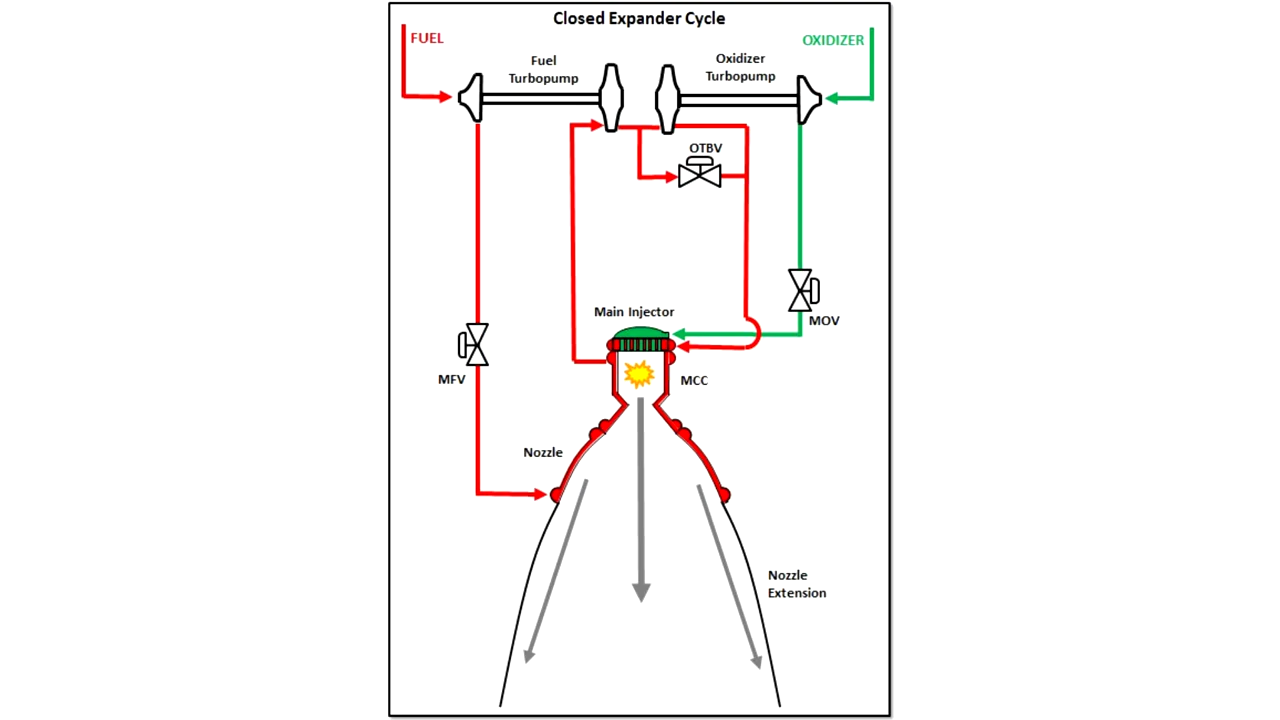 Closed Expander Cycle
FUEL
OXIDIZER
Fuel
Turbopump
Oxidizer
Turbopump
OTBV
Main Injector
MOV
MFV
MCC
Nozzle
Nozzle
Extension